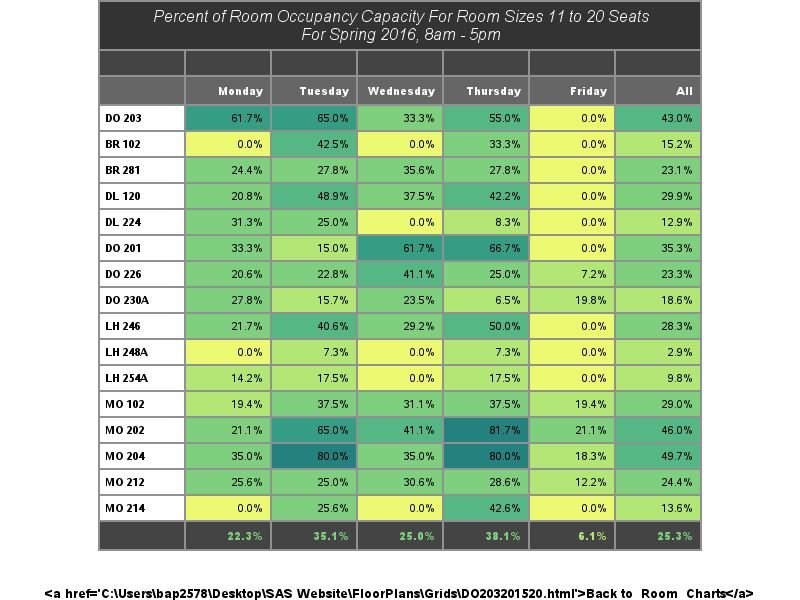 Percent of Room Occupancy Capacity For Room Sizes 11 to 20 Seats
For Spring 2016, 8am - 5pm
Monday Tuesday Wednesday Thursday Friday All
DO 203 61.7% 65.0% 33.3% 55.0% 0.0% 43.0%
BR 102 0.0% 42.5% 0.0% 33.3% 0.0% 15.2%
BR 281 24.4% 27.8% 35.6% 27.8% 0.0% 23.1%
DL 120 20.8% 48.9% 37.5% 42.2% 0.0% 29.9%
DL 224 31.3% 25.0% 0.0% 8.3% 0.0% 12.9%
DO 201 33.3% 15.0% 61.7% 66.7% 0.0% 35.3%
DO 226 20.6% 22.8% 41.1% 25.0% 7.2% 23.3%
DO 230A 27.8% 15.7% 23.5% 6.5% 19.8% 18.6%
LH 246 21.7% 40.6% 29.2% 50.0% 0.0% 28.3%
LH 248A 0.0% 7.3% 0.0% 7.3% 0.0% 2.9%
LH 254A 14.2% 17.5% 0.0% 17.5% 0.0% 9.8%
MO 102 19.4% 37.5% 31.1% 37.5% 19.4% 29.0%
MO 202 21.1% 65.0% 41.1% 81.7% 21.1% 46.0%
MO 204 35.0% 80.0% 35.0% 80.0% 18.3% 49.7%
MO 212 25.6% 25.0% 30.6% 28.6% 12.2% 24.4%
MO 214 0.0% 25.6% 0.0% 42.6% 0.0% 13.6%
22.3% 35.1% 25.0% 38.1% 6.1% 25.3%
<a href='C:\Users\bap2578\Desktop\SAS Website\FloorPlans\Grids\DO203201520.html'>Back to Room Charts</a>